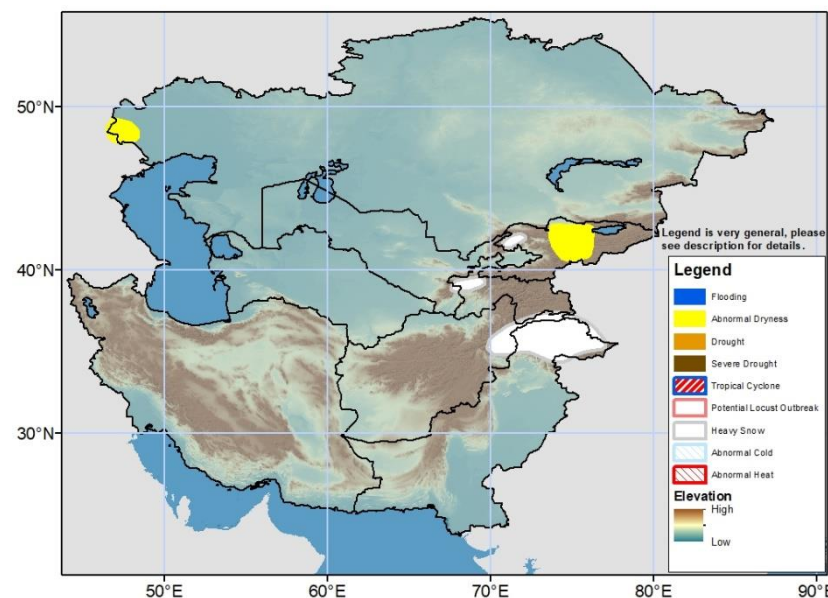 50°N
40°N
30°N
50°E
60°E
70°E
80°E
90°E
Legend is very general, please
see description for details.
Legend
Flooding
Abnormal Dryness
Drought
Severe Drought
Tropical Cyclone
Potential Locust Outbreak
Heavy Snow
Abnormal Cold
Abnormal Heat
Elevation
High
Low